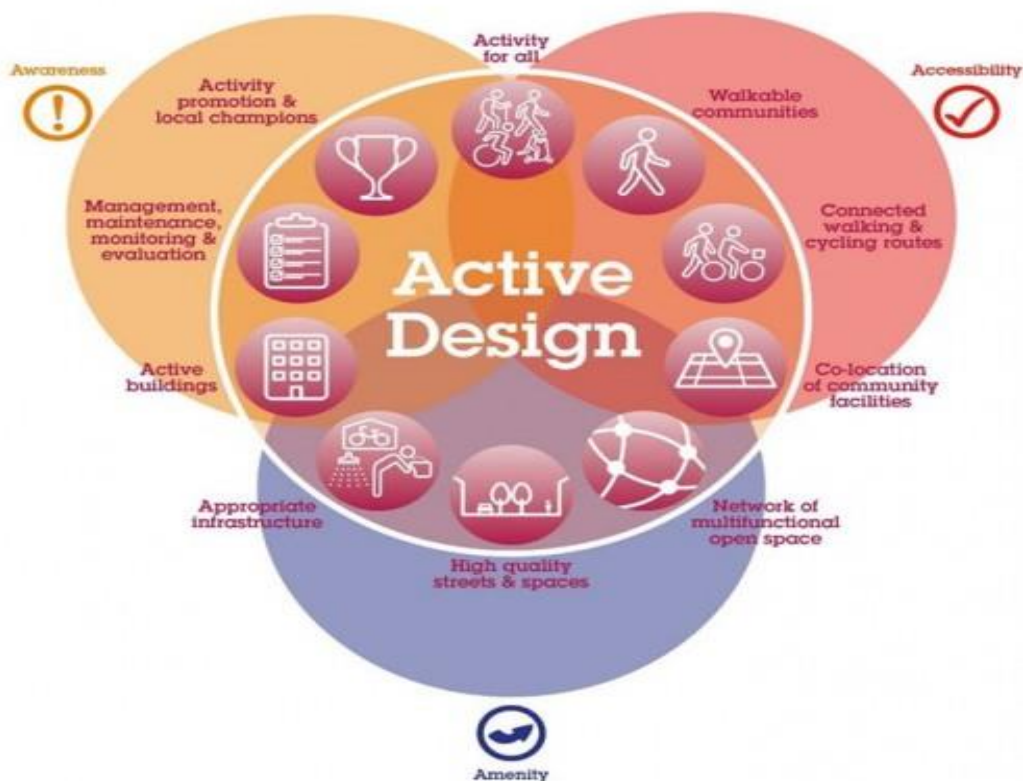 Activity
for all
Awareness
Accessibility
Activity
promotion &
local champions
Walkable
communities
Management,
maintenance,
monitoring &
evaluation
Connected
walking &
cycling routes
Active
Design
Active
buildings
Co-location
of community
facilities
Appropriate
infrastructure
Network of
multifunctional
open space
High quality
streets & spaces
Amenity